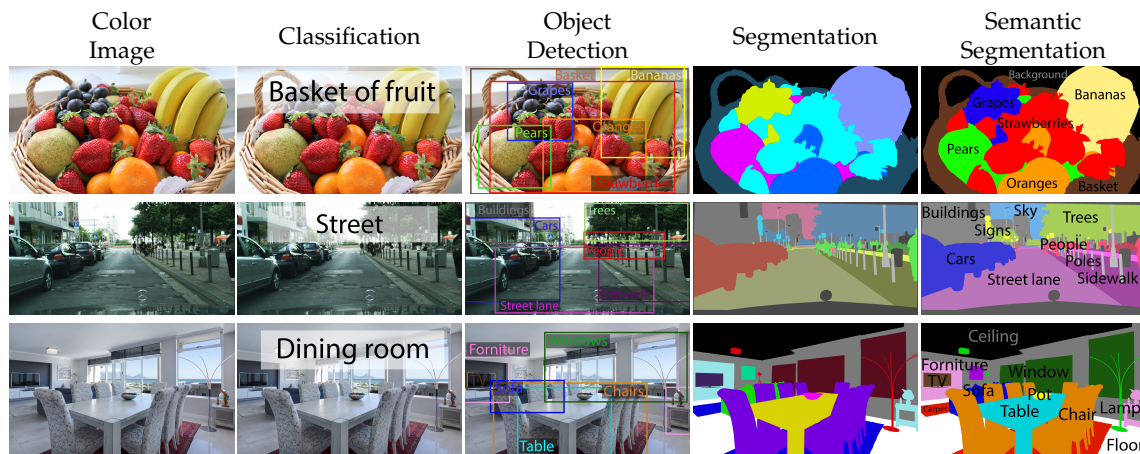 Color
Image
Classification
Object
Detection
Segmentation
Semantic
Segmentation
Basket of fruit
Basket
Bananas
Grapes
Oranges
Pears
Strawberries
Background
Bananas
Grapes
Strawberries
Pears
Oranges
Basket
Street
Buildings
Trees
Cars
People
Sidewalk
Street lane
Buildings
Sky
Trees
Signs
People
Cars
Poles
Street lane
Sidewalk
Dining room
Forniture
Windows
Sofa
Chairs
Table
Ceiling
Forniture
Window
TV
Sofa
Pot
Carpet
Table
Chair
Lamp
Floor